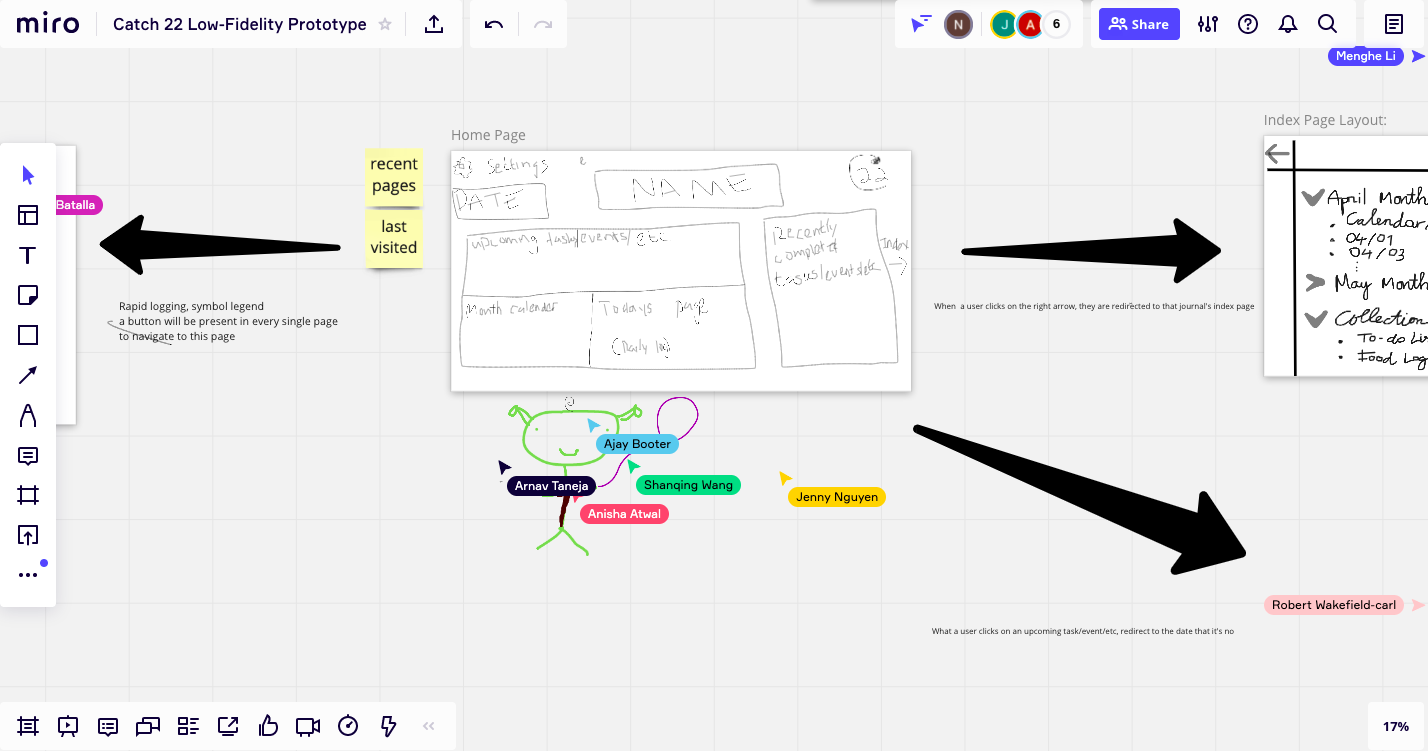 miro
Catch 22 Low-Fidelity Prototype
N
J
A
6
Share
Menghe Li
Batalla
recent
pages
last
visited
Rapid logging, symbol legend
a button will be present in every single page
to navigate to this page
Home Page
Settings
DATE
NAME
22
upcoming tasks/events/etc
Month calender
Todays page
(Daily log)
Recently
completed
tasks/events/etc
Index
When a user clicks on the right arrow, they are redirected to that journal's index page
Index Page Layout:
April Month
Calendar
04/01
04/03
May Month
Collection
To-do Li
Food Log
Ajay Booter
Arnav Taneja
Shanqing Wang
Anisha Atwal
Jenny Nguyen
Robert Wakefield-carl
What a user clicks on an upcoming task/event/etc, redirect to the date that it's no
17%